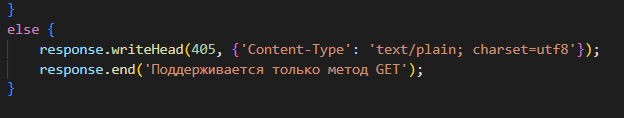 }
else {
    response.writeHead(405, {'Content-Type': 'text/plain; charset=utf8'});
    response.end('Поддерживается только метод GET');
}